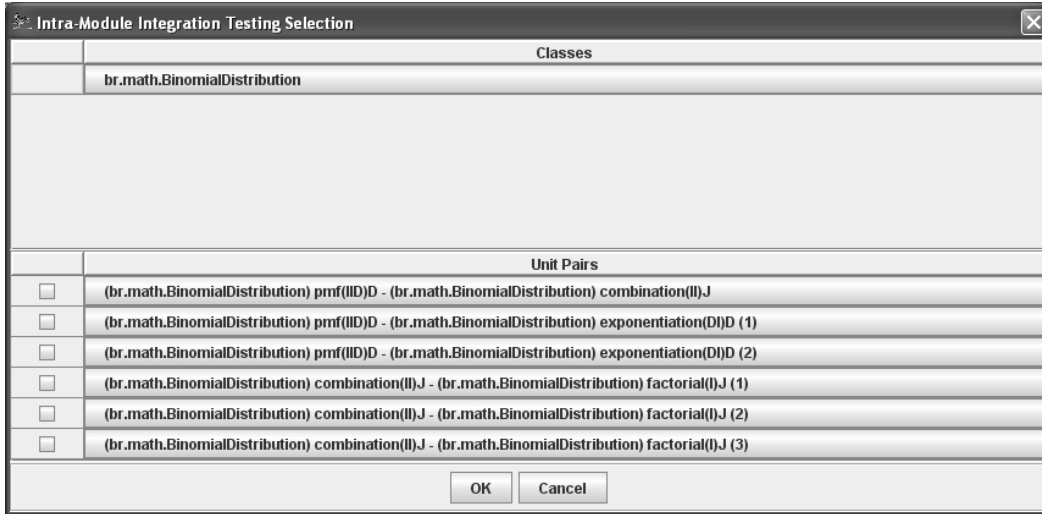 Intra-Module Integration Testing Selection
Classes
br.math.BinomialDistribution
Unit Pairs
(br.math.BinomialDistribution) pmf(IID)D - (br.math.BinomialDistribution) combination(II)J
(br.math.BinomialDistribution) pmf(IID)D - (br.math.BinomialDistribution) exponentiation(DI)D (1)
(br.math.BinomialDistribution) pmf(IID)D - (br.math.BinomialDistribution) exponentiation(DI)D (2)
(br.math.BinomialDistribution) combination(II)J - (br.math.BinomialDistribution) factorial(I)J (1)
(br.math.BinomialDistribution) combination(II)J - (br.math.BinomialDistribution) factorial(I)J (2)
(br.math.BinomialDistribution) combination(II)J - (br.math.BinomialDistribution) factorial(I)J (3)
OK Cancel